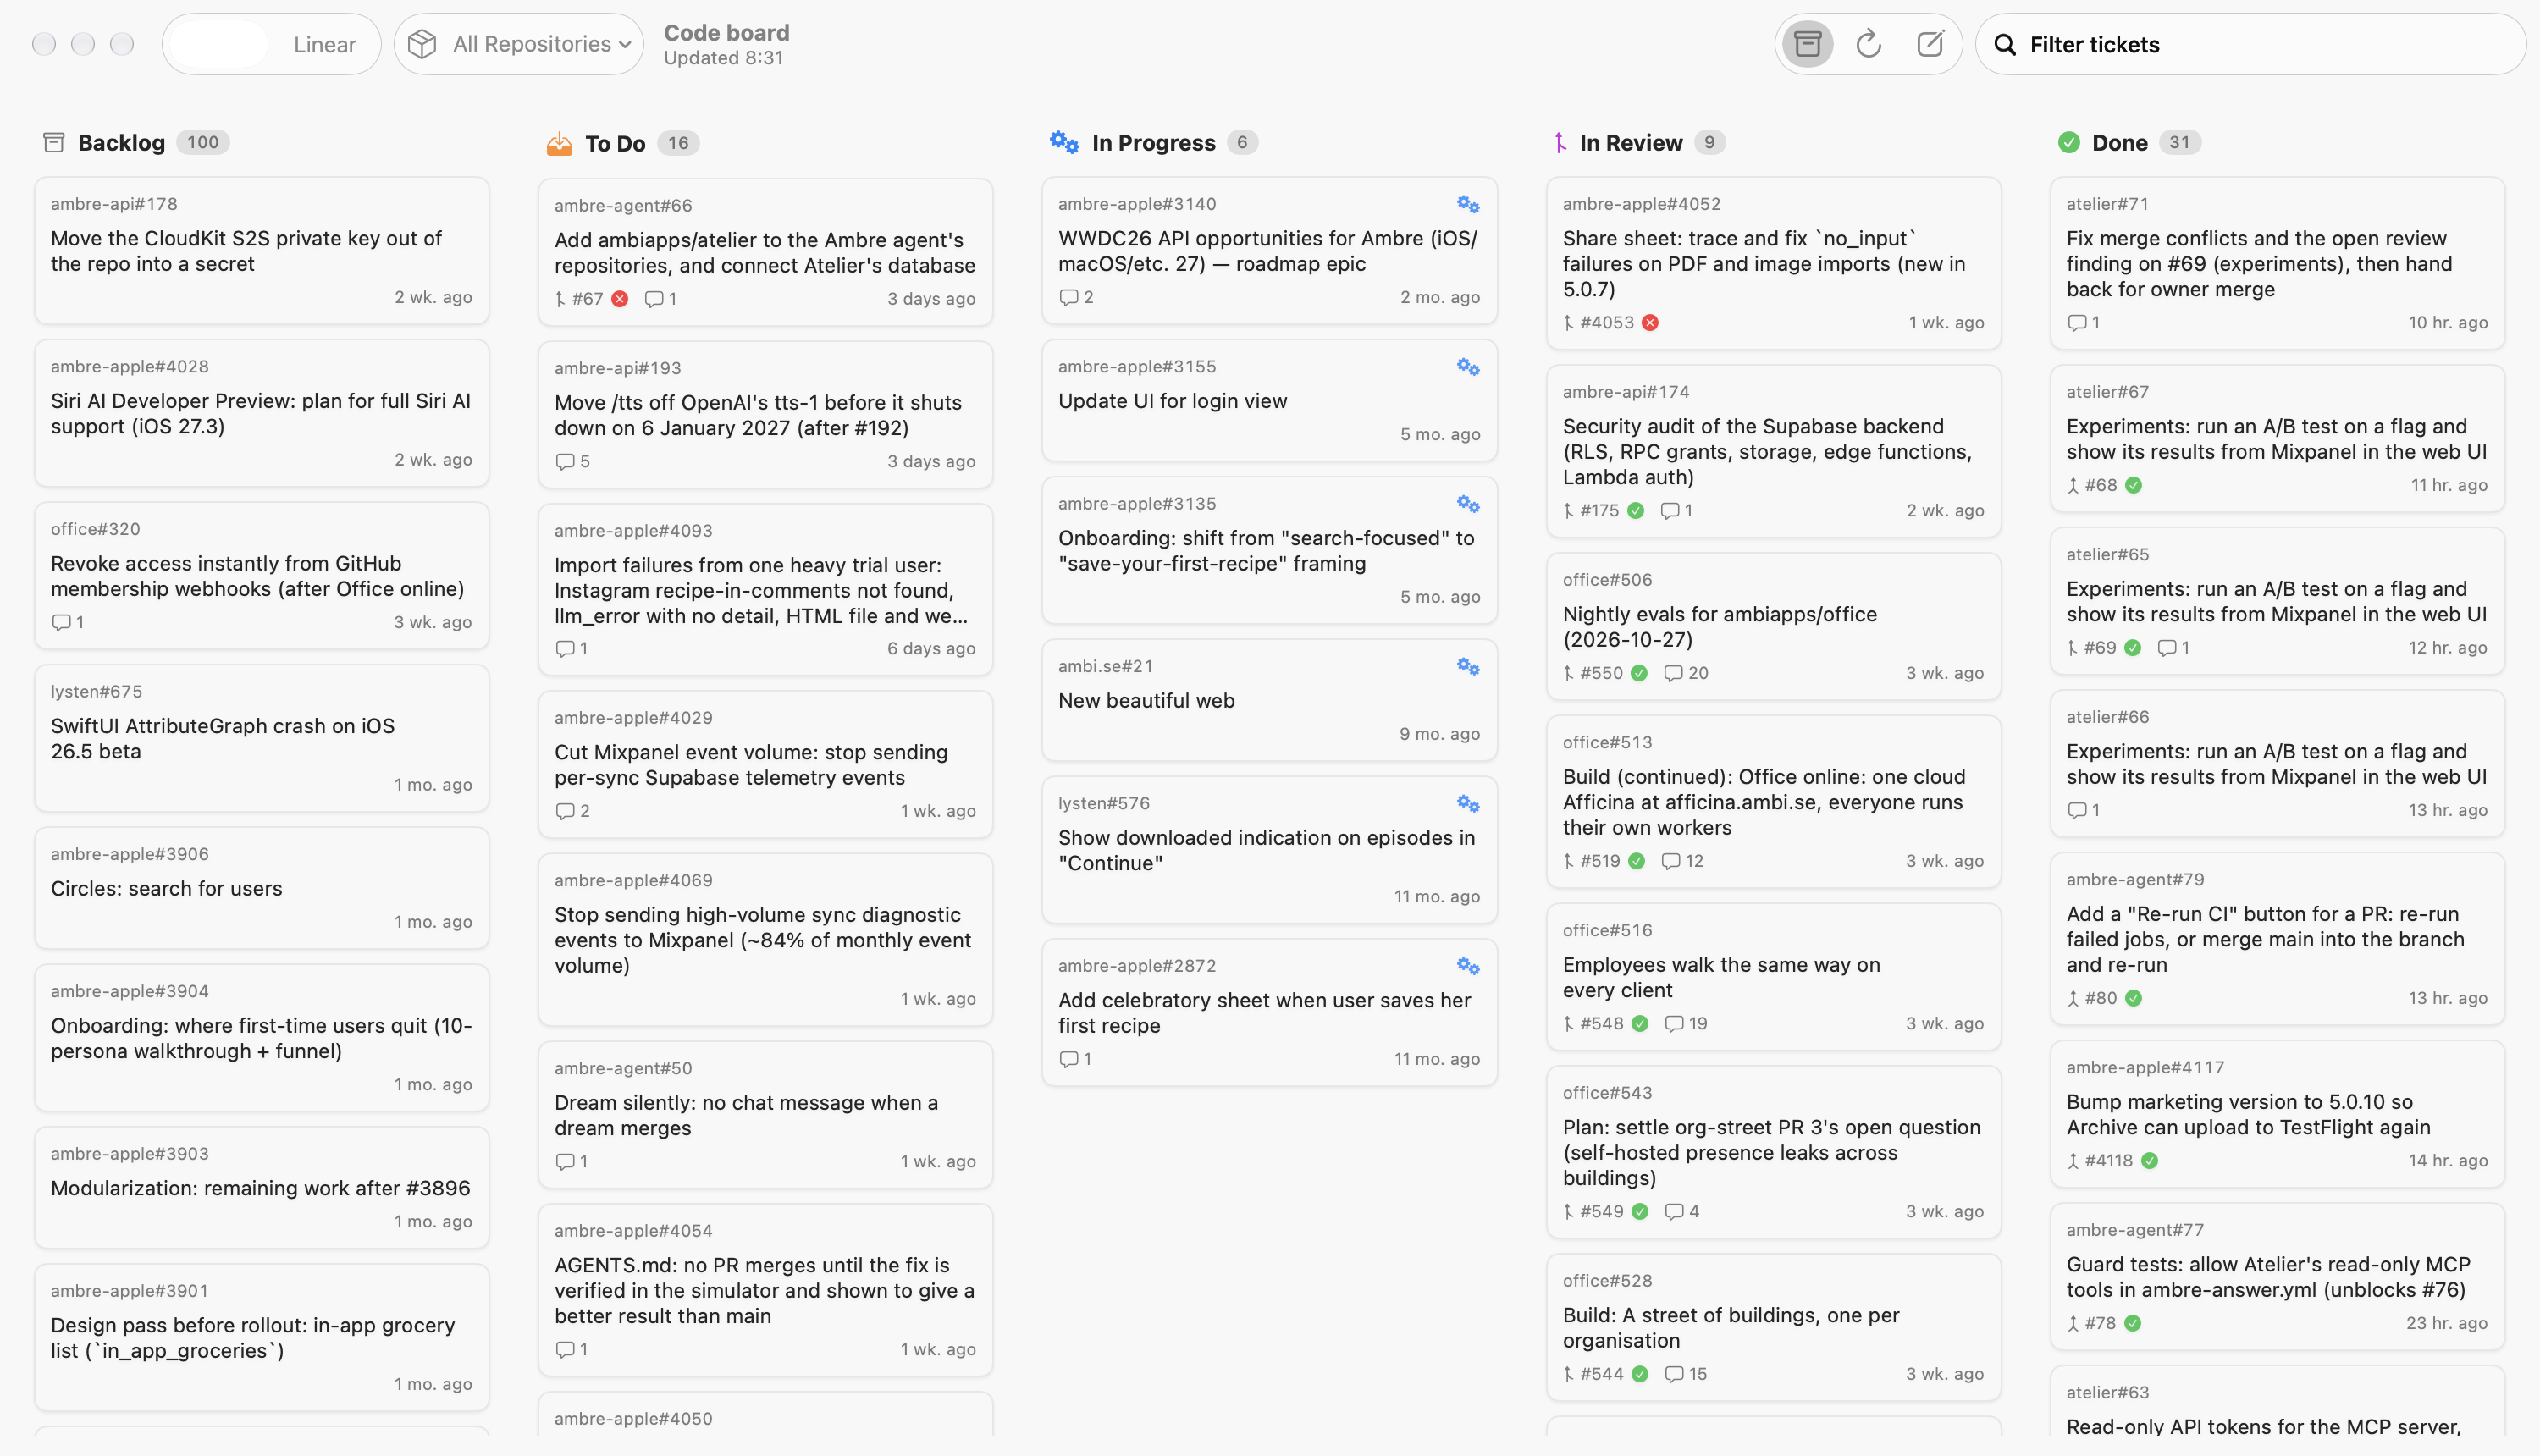 Linear
All Repositories
Code board
Updated 8:31
Filter tickets
Backlog 100
ambre-api#178
Move the CloudKit S2S private key out of
the repo into a secret
2 wk. ago
ambre-apple#4028
Siri AI Developer Preview: plan for full Siri AI
support (iOS 27.3)
2 wk. ago
office#320
Revoke access instantly from GitHub
membership webhooks (after Office online)
1 3 wk. ago
lysten#675
SwiftUI AttributeGraph crash on iOS
26.5 beta
1 mo. ago
ambre-apple#3906
Circles: search for users
1 mo. ago
ambre-apple#3904
Onboarding: where first-time users quit (10-
persona walkthrough + funnel)
1 mo. ago
ambre-apple#3903
Modularization: remaining work after #3896
1 mo. ago
ambre-apple#3901
Design pass before rollout: in-app grocery
list (`in_app_groceries`)
1 mo. ago
To Do 16
ambre-agent#66
Add ambiapps/atelier to the Ambre agent's
repositories, and connect Atelier's database
#67 1 3 days ago
ambre-api#193
Move /tts off OpenAI's tts-1 before it shuts
down on 6 January 2027 (after #192)
5 3 days ago
ambre-apple#4093
Import failures from one heavy trial user:
Instagram recipe-in-comments not found,
llm_error with no detail, HTML file and we...
1 6 days ago
ambre-apple#4029
Cut Mixpanel event volume: stop sending
per-sync Supabase telemetry events
2 1 wk. ago
ambre-apple#4069
Stop sending high-volume sync diagnostic
events to Mixpanel (~84% of monthly event
volume)
1 wk. ago
ambre-agent#50
Dream silently: no chat message when a
dream merges
1 1 wk. ago
ambre-apple#4054
AGENTS.md: no PR merges until the fix is
verified in the simulator and shown to give a
better result than main
1 1 wk. ago
ambre-apple#4050
In Progress 6
ambre-apple#3140
WWDC26 API opportunities for Ambre (iOS/
macOS/etc. 27) — roadmap epic
2 2 mo. ago
ambre-apple#3155
Update UI for login view
5 mo. ago
ambre-apple#3135
Onboarding: shift from "search-focused" to
"save-your-first-recipe" framing
5 mo. ago
ambi.se#21
New beautiful web
9 mo. ago
lysten#576
Show downloaded indication on episodes in
"Continue"
11 mo. ago
ambre-apple#2872
Add celebratory sheet when user saves her
first recipe
1 11 mo. ago
In Review 9
ambre-apple#4052
Share sheet: trace and fix `no_input`
failures on PDF and image imports (new in
5.0.7)
#4053 1 wk. ago
ambre-api#174
Security audit of the Supabase backend
(RLS, RPC grants, storage, edge functions,
Lambda auth)
#175 1 2 wk. ago
office#506
Nightly evals for ambiapps/office
(2026-10-27)
#550 20 3 wk. ago
office#513
Build (continued): Office online: one cloud
Afficina at afficina.ambi.se, everyone runs
their own workers
#519 12 3 wk. ago
office#516
Employees walk the same way on
every client
#548 19 3 wk. ago
office#543
Plan: settle org-street PR 3's open question
(self-hosted presence leaks across
buildings)
#549 4 3 wk. ago
office#528
Build: A street of buildings, one per
organisation
#544 15 3 wk. ago
Done 31
atelier#71
Fix merge conflicts and the open review
finding on #69 (experiments), then hand
back for owner merge
1 10 hr. ago
atelier#67
Experiments: run an A/B test on a flag and
show its results from Mixpanel in the web UI
#68 11 hr. ago
atelier#65
Experiments: run an A/B test on a flag and
show its results from Mixpanel in the web UI
#69 1 12 hr. ago
atelier#66
Experiments: run an A/B test on a flag and
show its results from Mixpanel in the web UI
1 13 hr. ago
ambre-agent#79
Add a "Re-run CI" button for a PR: re-run
failed jobs, or merge main into the branch
and re-run
#80 13 hr. ago
ambre-apple#4117
Bump marketing version to 5.0.10 so
Archive can upload to TestFlight again
#4118 14 hr. ago
ambre-agent#77
Guard tests: allow Atelier's read-only MCP
tools in ambre-answer.yml (unblocks #76)
#78 23 hr. ago
atelier#63
Read-only API tokens for the MCP server,